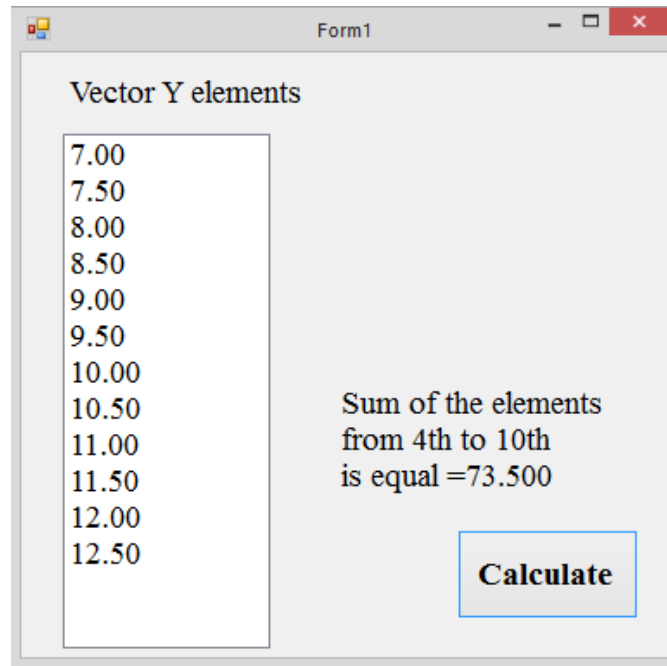 Form1
Vector Y elements
7.00
7.50
8.00
8.50
9.00
9.50
10.00
10.50
11.00
11.50
12.00
12.50
Sum of the elements
from 4th to 10th
is equal =73.500
Calculate